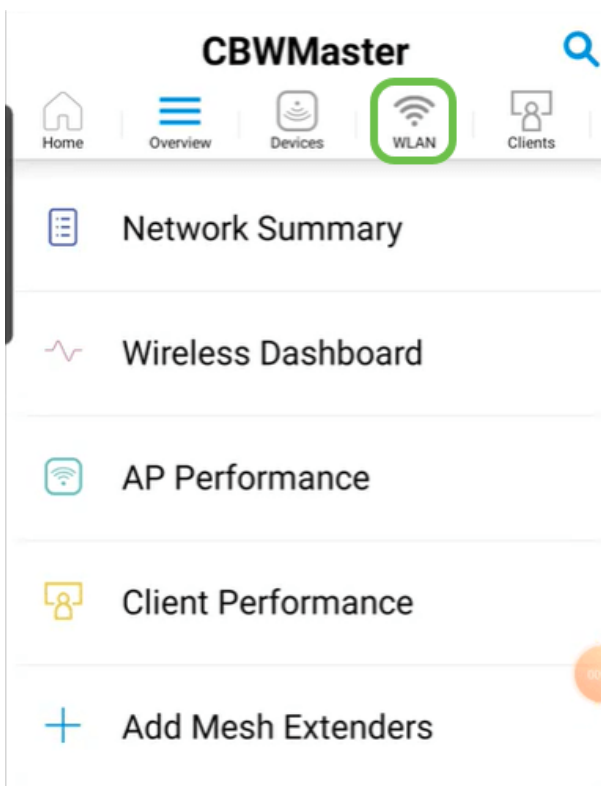 CBWMaster
Home Overview Devices WLAN Clients
Network Summary
Wireless Dashboard
AP Performance
Client Performance
Add Mesh Extenders